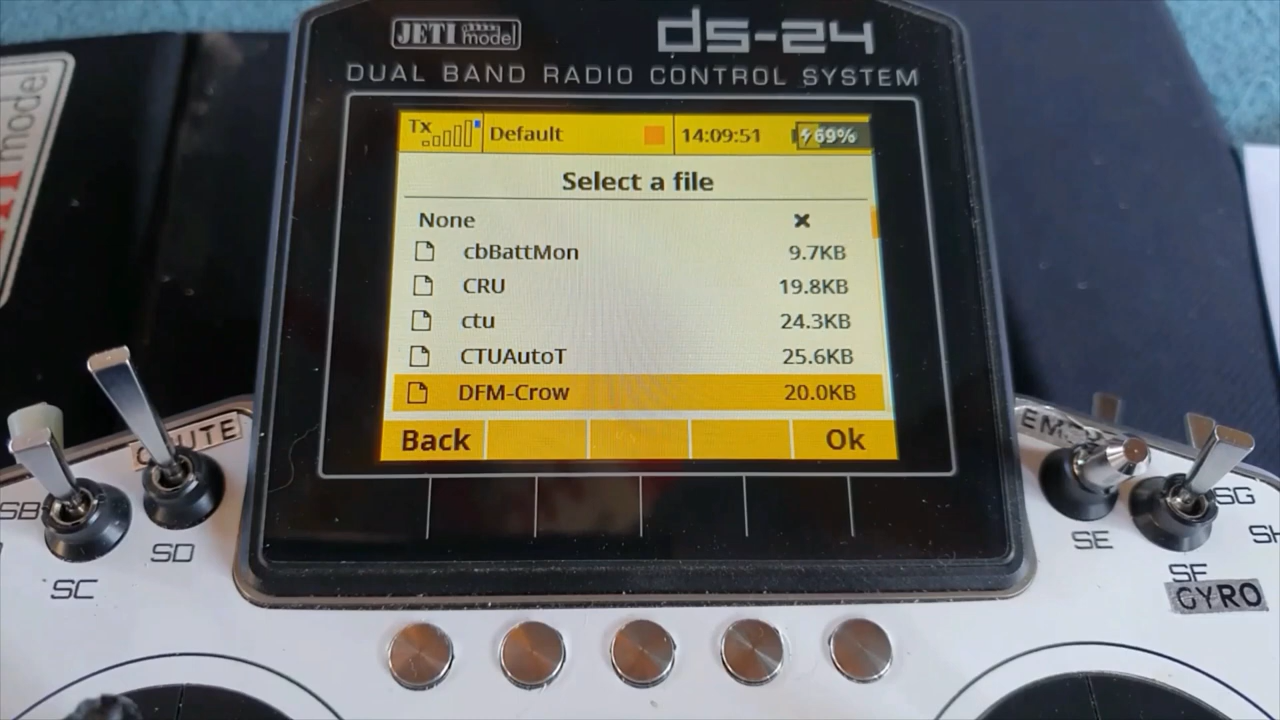 JETI model
ds-24
DUAL BAND RADIO CONTROL SYSTEM
Tx Default 14:09:51 69%
Select a file
None ×
cbBattMon 9.7KB
CRU 19.8KB
ctu 24.3KB
CTUAutoT 25.6KB
DFM-Crow 20.0KB
Back Ok
model
SB
SC
SD
SE
SF
SG
GYRO